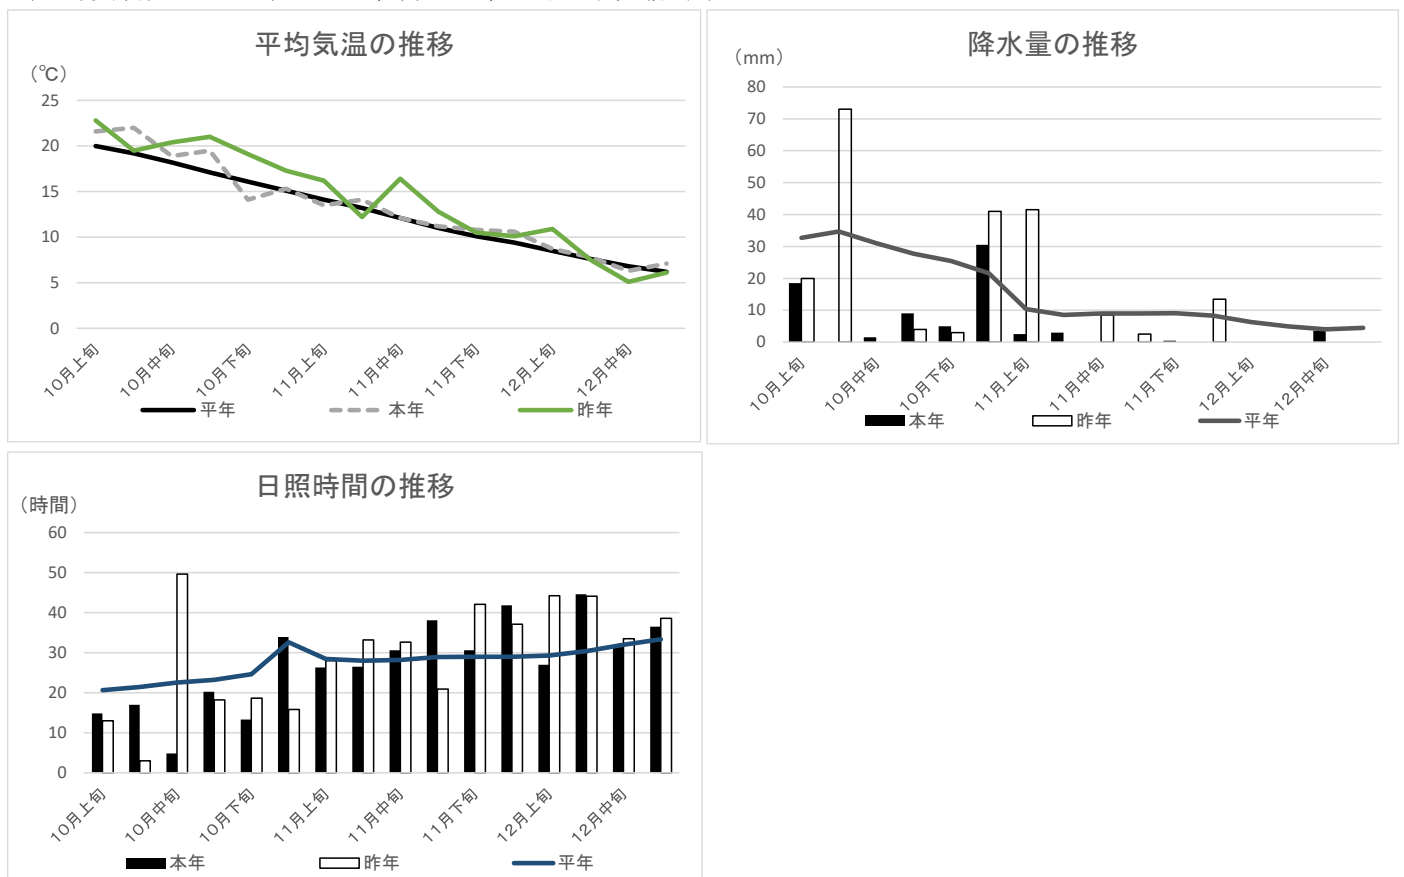 平均気温の推移
（℃）
25
20
15
10
5
0
10月上旬
10月中旬
10月下旬
11月上旬
11月中旬
11月下旬
12月上旬
12月中旬
平年
本年
昨年
降水量の推移
（mm）
80
70
60
50
40
30
20
10
0
10月上旬
10月中旬
10月下旬
11月上旬
11月中旬
11月下旬
12月上旬
12月中旬
本年
昨年
平年
日照時間の推移
（時間）
60
50
40
30
20
10
0
10月上旬
10月中旬
10月下旬
11月上旬
11月中旬
11月下旬
12月上旬
12月中旬
本年
昨年
平年